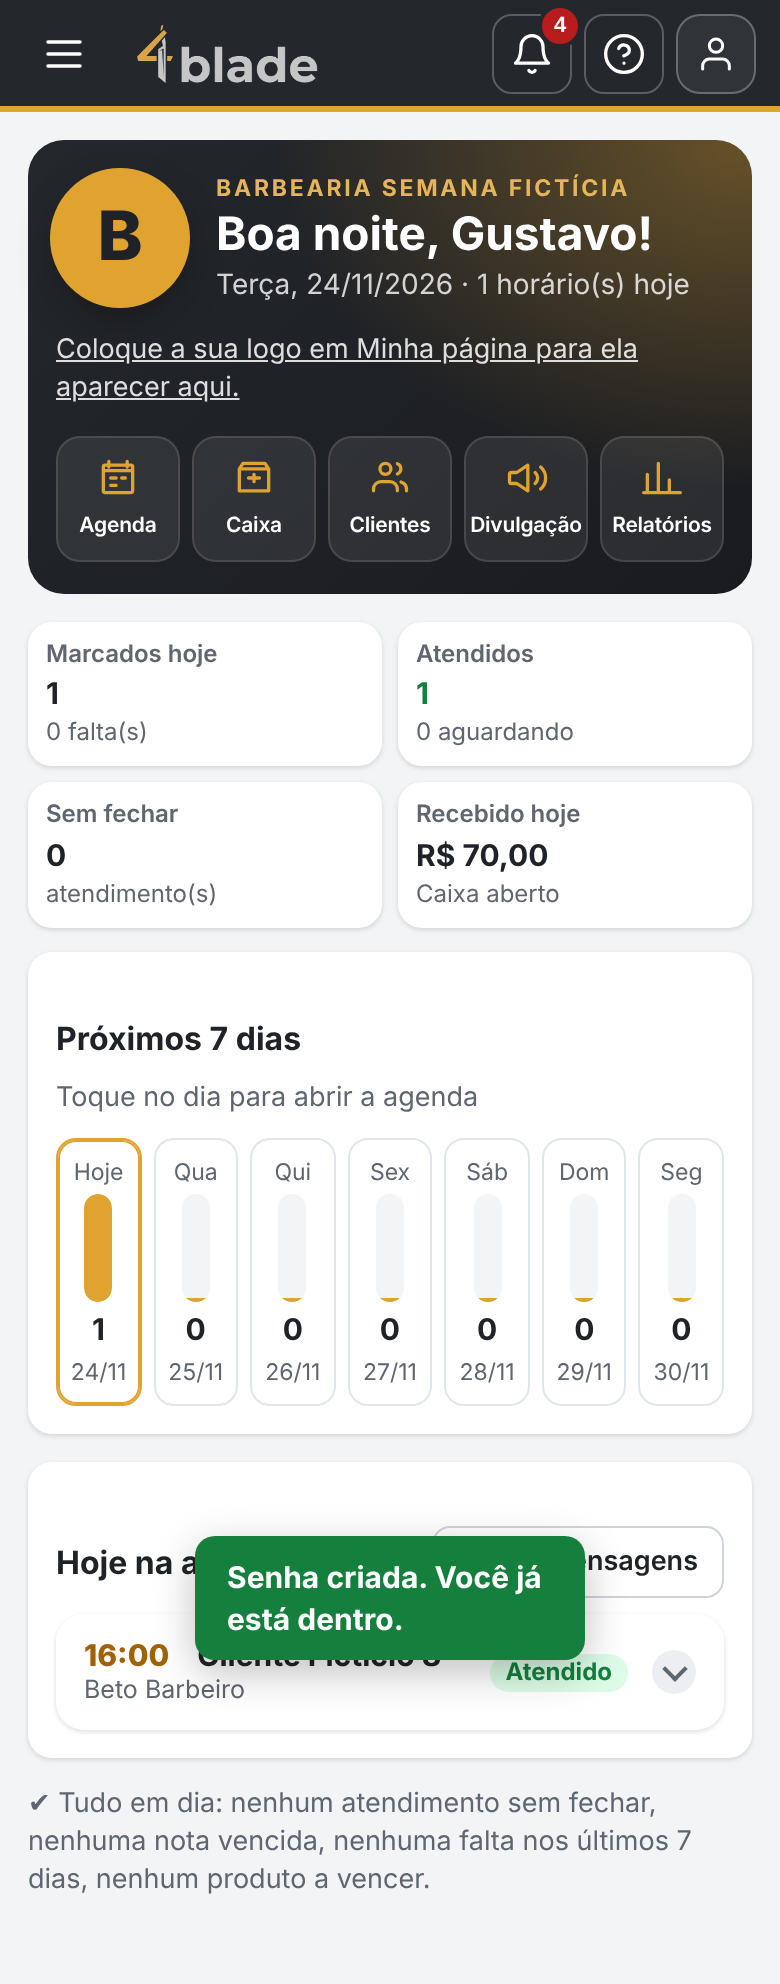 4blade
4
B
BARBEARIA SEMANA FICTÍCIA
Boa noite, Gustavo!
Terça, 24/11/2026 · 1 horário(s) hoje
Coloque a sua logo em Minha página para ela
aparecer aqui.
Agenda
Caixa
Clientes
Divulgação
Relatórios
Marcados hoje
1
0 falta(s)
Atendidos
1
0 aguardando
Sem fechar
0
atendimento(s)
Recebido hoje
R$ 70,00
Caixa aberto
Próximos 7 dias
Toque no dia para abrir a agenda
Hoje
1
24/11
Qua
0
25/11
Qui
0
26/11
Sex
0
27/11
Sáb
0
28/11
Dom
0
29/11
Seg
0
30/11
Hoje na
Senha criada. Você já
está dentro.
16:00
Beto Barbeiro
Atendido
✔ Tudo em dia: nenhum atendimento sem fechar,
nenhuma nota vencida, nenhuma falta nos últimos 7
dias, nenhum produto a vencer.